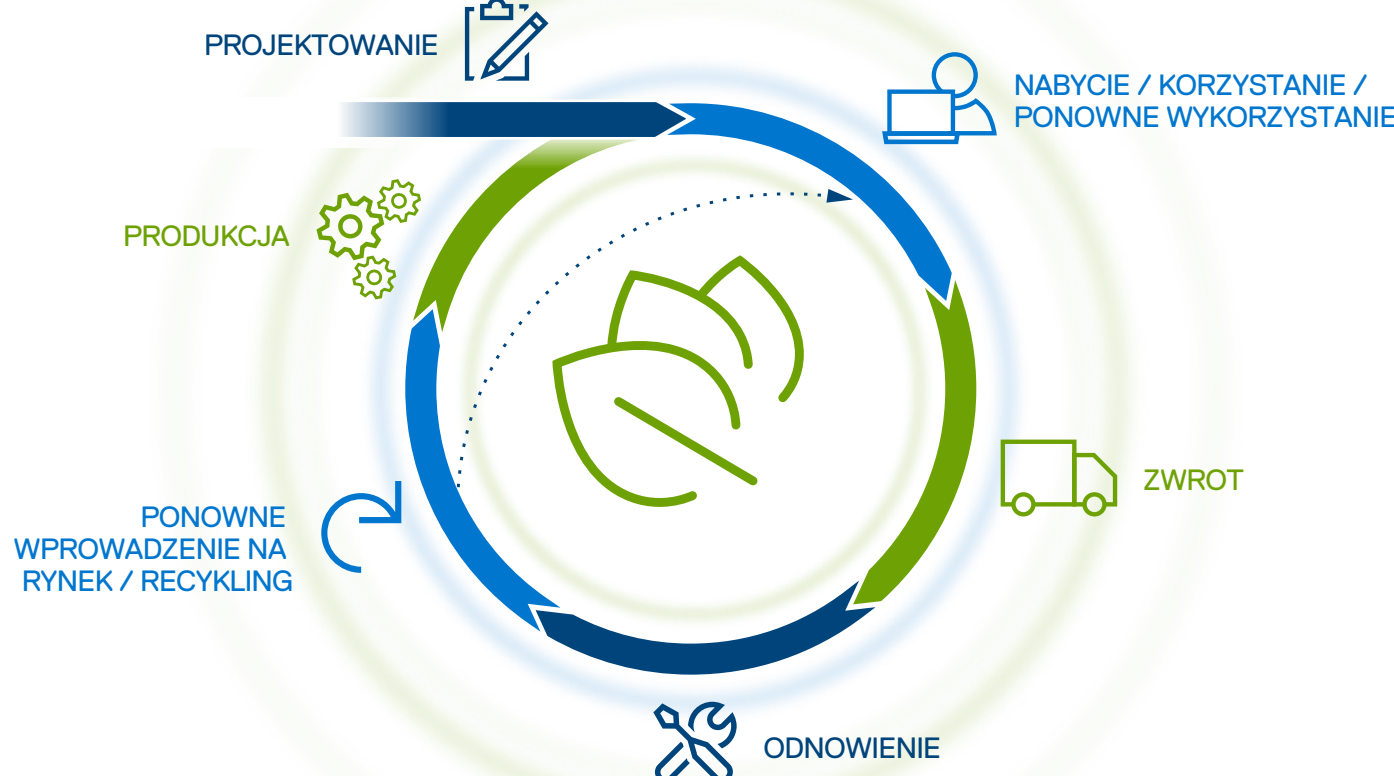 PROJEKTOWANIE
NABYCIE / KORZYSTANIE /
PONOWNE WYKORZYSTANIE
PRODUKCJA
ZWROT
PONOWNE
WPROWADZENIE NA
RYNEK / RECYKLING
ODNOWIENIE